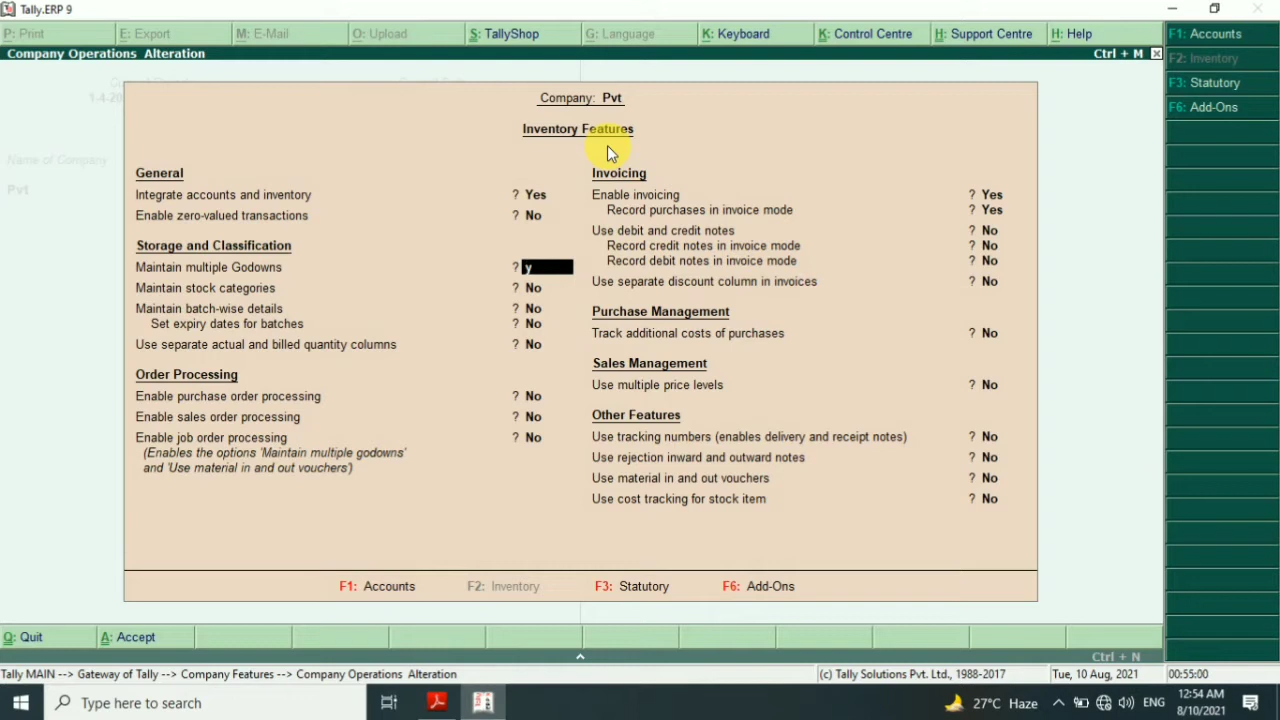 Tally.ERP 9
P: Print E: Export M: E-Mail O: Upload S: TallyShop G: Language K: Keyboard K: Control Centre H: Support Centre H: Help
Company Operations Alteration Ctrl + M
F1: Accounts
F2: Inventory
F3: Statutory
F6: Add-Ons
1-4-20
Name of Company
Pvt
Company: Pvt
Inventory Features
General
Integrate accounts and inventory ? Yes
Enable zero-valued transactions ? No
Storage and Classification
Maintain multiple Godowns ? y
Maintain stock categories ? No
Maintain batch-wise details ? No
Set expiry dates for batches ? No
Use separate actual and billed quantity columns ? No
Order Processing
Enable purchase order processing ? No
Enable sales order processing ? No
Enable job order processing ? No
(Enables the options 'Maintain multiple godowns'
and 'Use material in and out vouchers')
Invoicing
Enable invoicing ? Yes
Record purchases in invoice mode ? Yes
Use debit and credit notes ? No
Record credit notes in invoice mode ? No
Record debit notes in invoice mode ? No
Use separate discount column in invoices ? No
Purchase Management
Track additional costs of purchases ? No
Sales Management
Use multiple price levels ? No
Other Features
Use tracking numbers (enables delivery and receipt notes) ? No
Use rejection inward and outward notes ? No
Use material in and out vouchers ? No
Use cost tracking for stock item ? No
F1: Accounts F2: Inventory F3: Statutory F6: Add-Ons
Q: Quit A: Accept
Ctrl + N
Tally MAIN --> Gateway of Tally --> Company Features --> Company Operations Alteration (c) Tally Solutions Pvt. Ltd., 1988-2017 Tue, 10 Aug, 2021 00:55:00
Type here to search 27°C Haze ENG 12:54 AM
8/10/2021